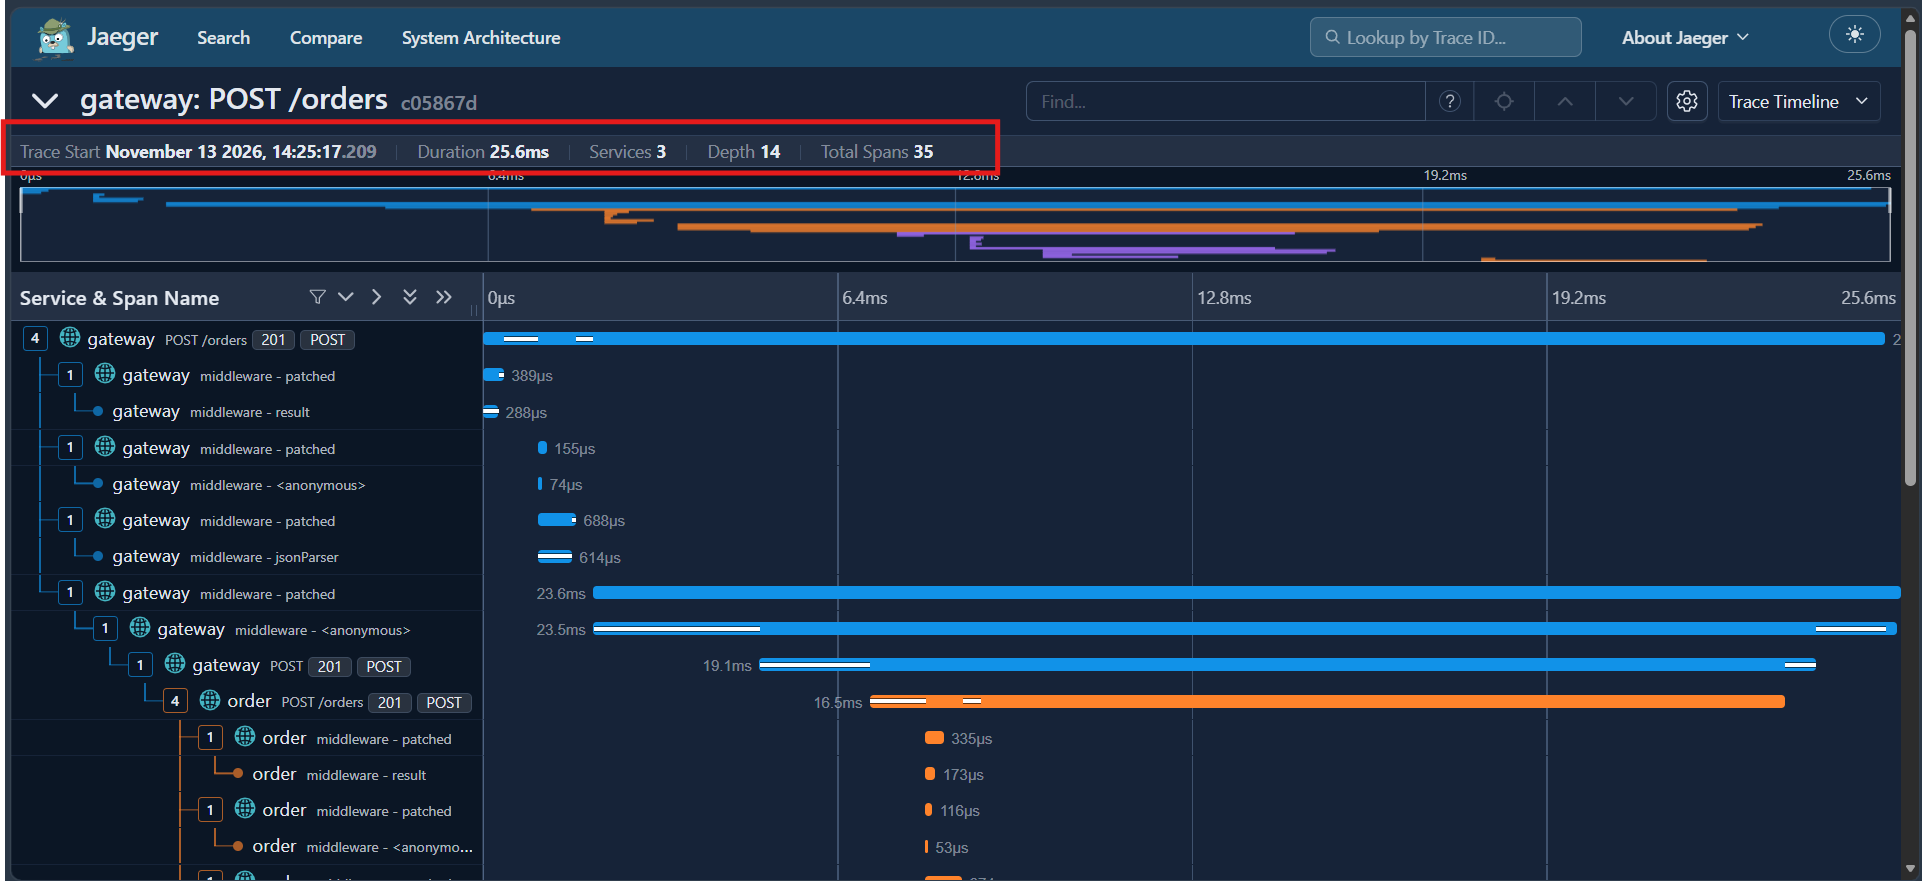 Jaeger Search Compare System Architecture Lookup by Trace ID... About Jaeger
gateway: POST /orders c05867d Find... ? Trace Timeline
Trace Start November 13 2026, 14:25:17.209 Duration 25.6ms Services 3 Depth 14 Total Spans 35
0μs 6.4ms 12.8ms 19.2ms 25.6ms
Service & Span Name 0μs 6.4ms 12.8ms 19.2ms 25.6ms
4 gateway POST /orders 201 POST
1 gateway middleware - patched 389μs
gateway middleware - result 288μs
1 gateway middleware - patched 155μs
gateway middleware - <anonymous> 74μs
1 gateway middleware - patched 688μs
gateway middleware - jsonParser 614μs
1 gateway middleware - patched 23.6ms
1 gateway middleware - <anonymous> 23.5ms
1 gateway POST 201 POST 19.1ms
4 order POST /orders 201 POST 16.5ms
1 order middleware - patched 335μs
order middleware - result 173μs
1 order middleware - patched 116μs
order middleware - <anonymo... 53μs